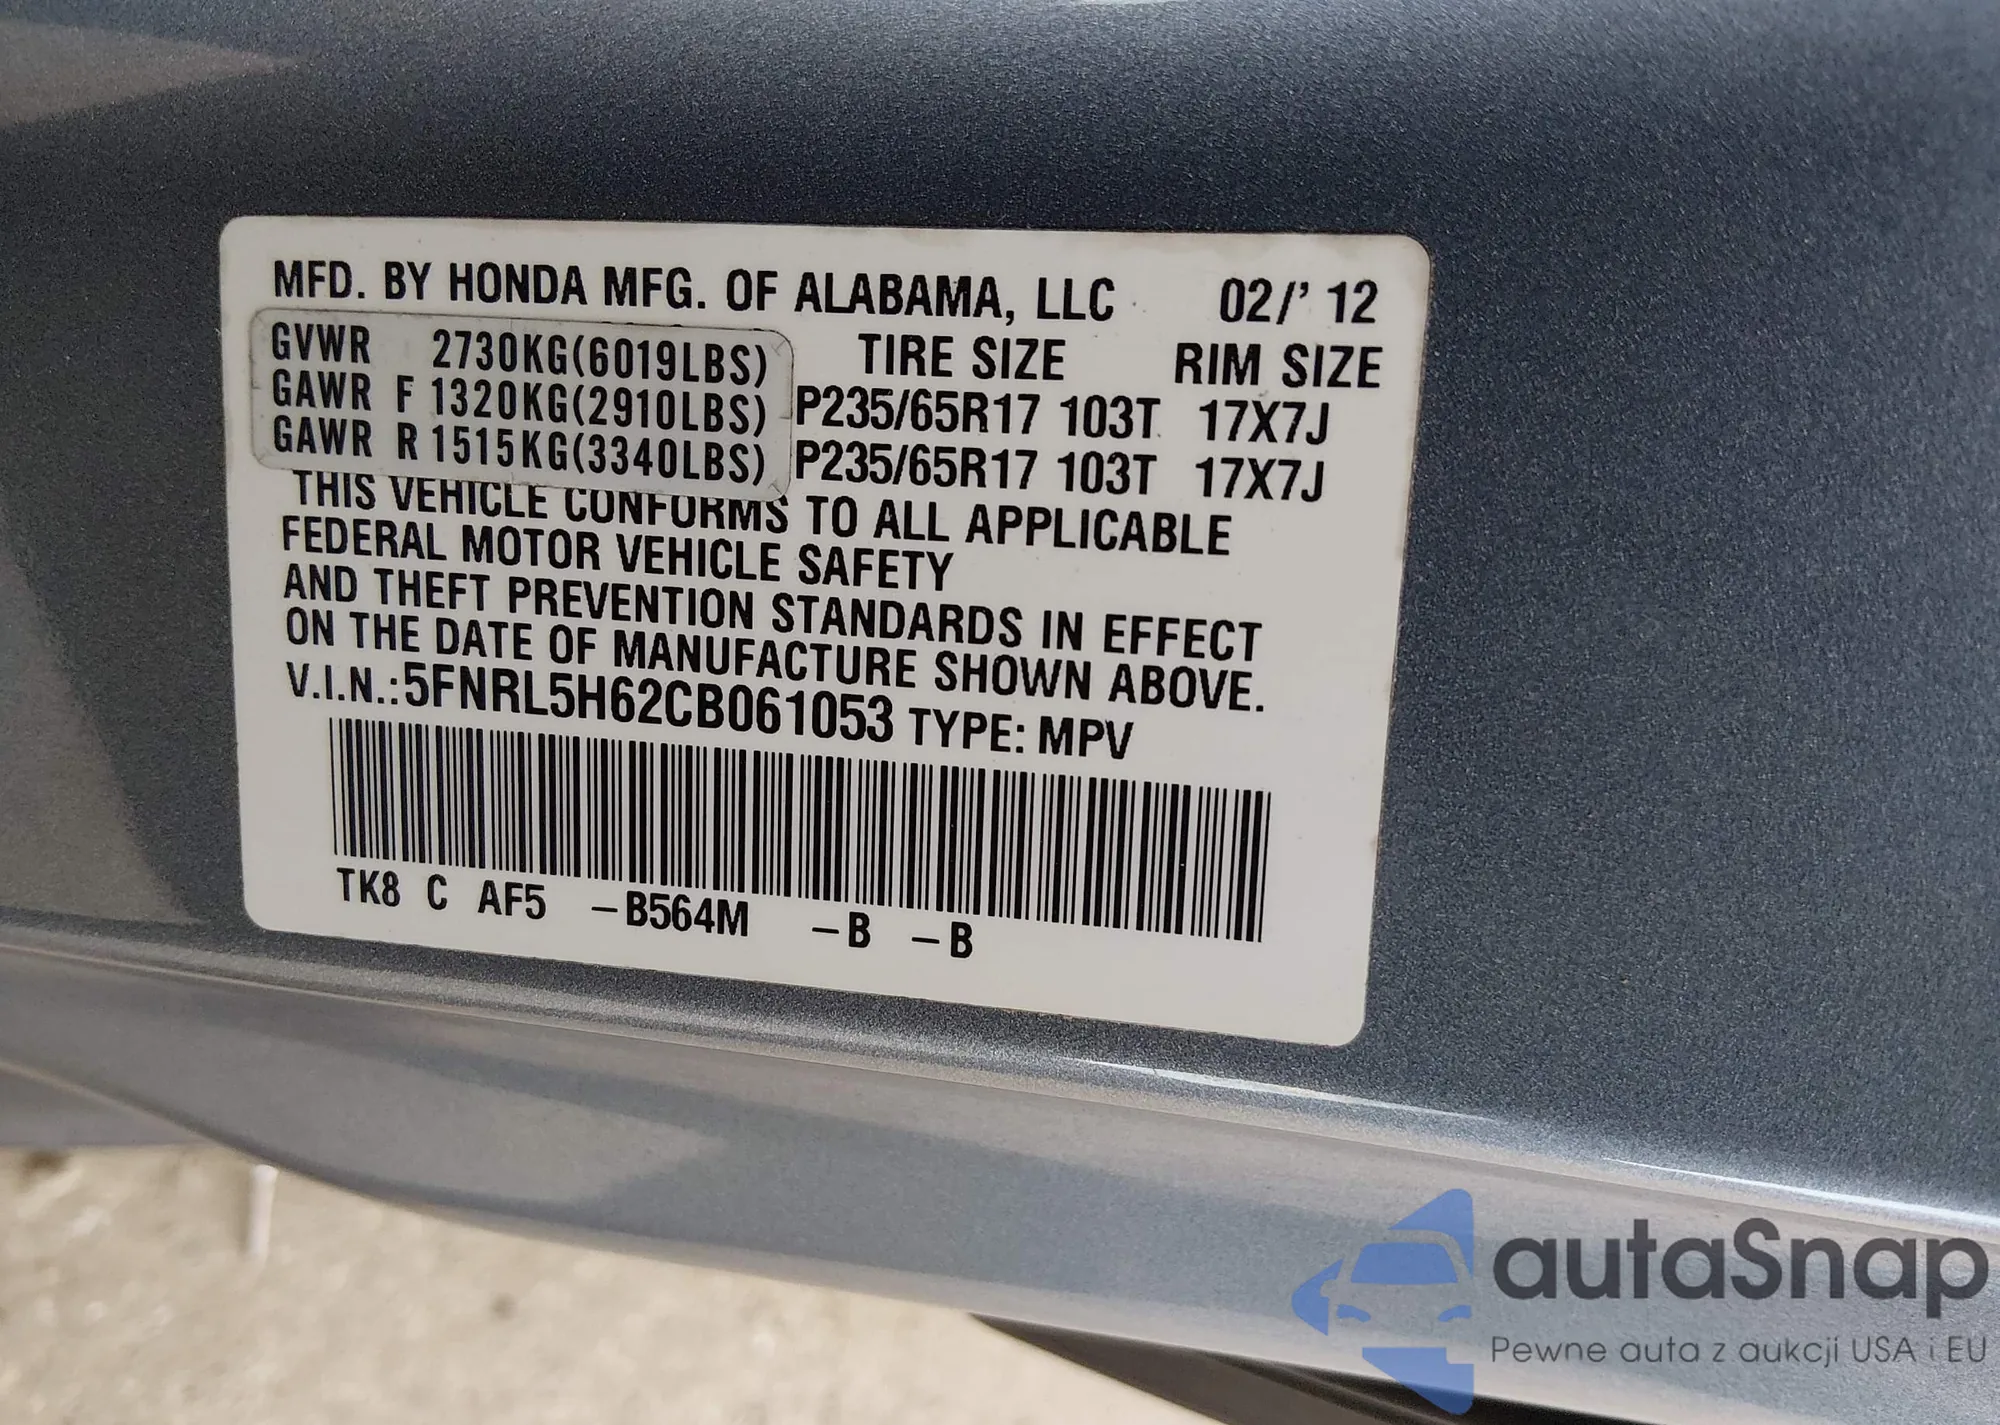 MFD. BY HONDA MFG. OF ALABAMA, LLC 02/' 12
GVWR 2730KG(6019LBS) TIRE SIZE RIM SIZE
GAWR F 1320KG(2910LBS) P235/65R17 103T 17X7J
GAWR R 1515KG(3340LBS) P235/65R17 103T 17X7J
THIS VEHICLE CONFORMS TO ALL APPLICABLE
FEDERAL MOTOR VEHICLE SAFETY
AND THEFT PREVENTION STANDARDS IN EFFECT
ON THE DATE OF MANUFACTURE SHOWN ABOVE.
V.I.N.:5FNRL5H62CB061053 TYPE: MPV
TK8 C AF5 -B564M -B -B
autaSnap
Pewne auta z aukcji USA i EU